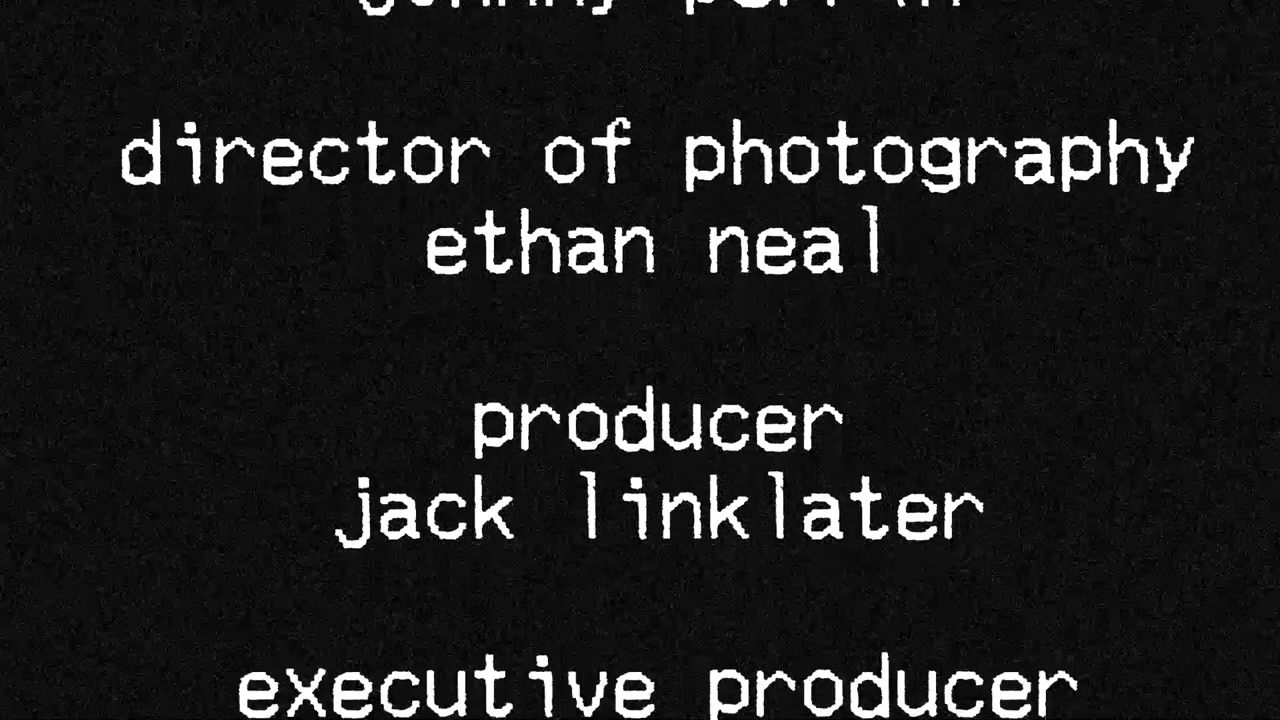 director of photography
ethan neal
producer
jack linklater
executive producer